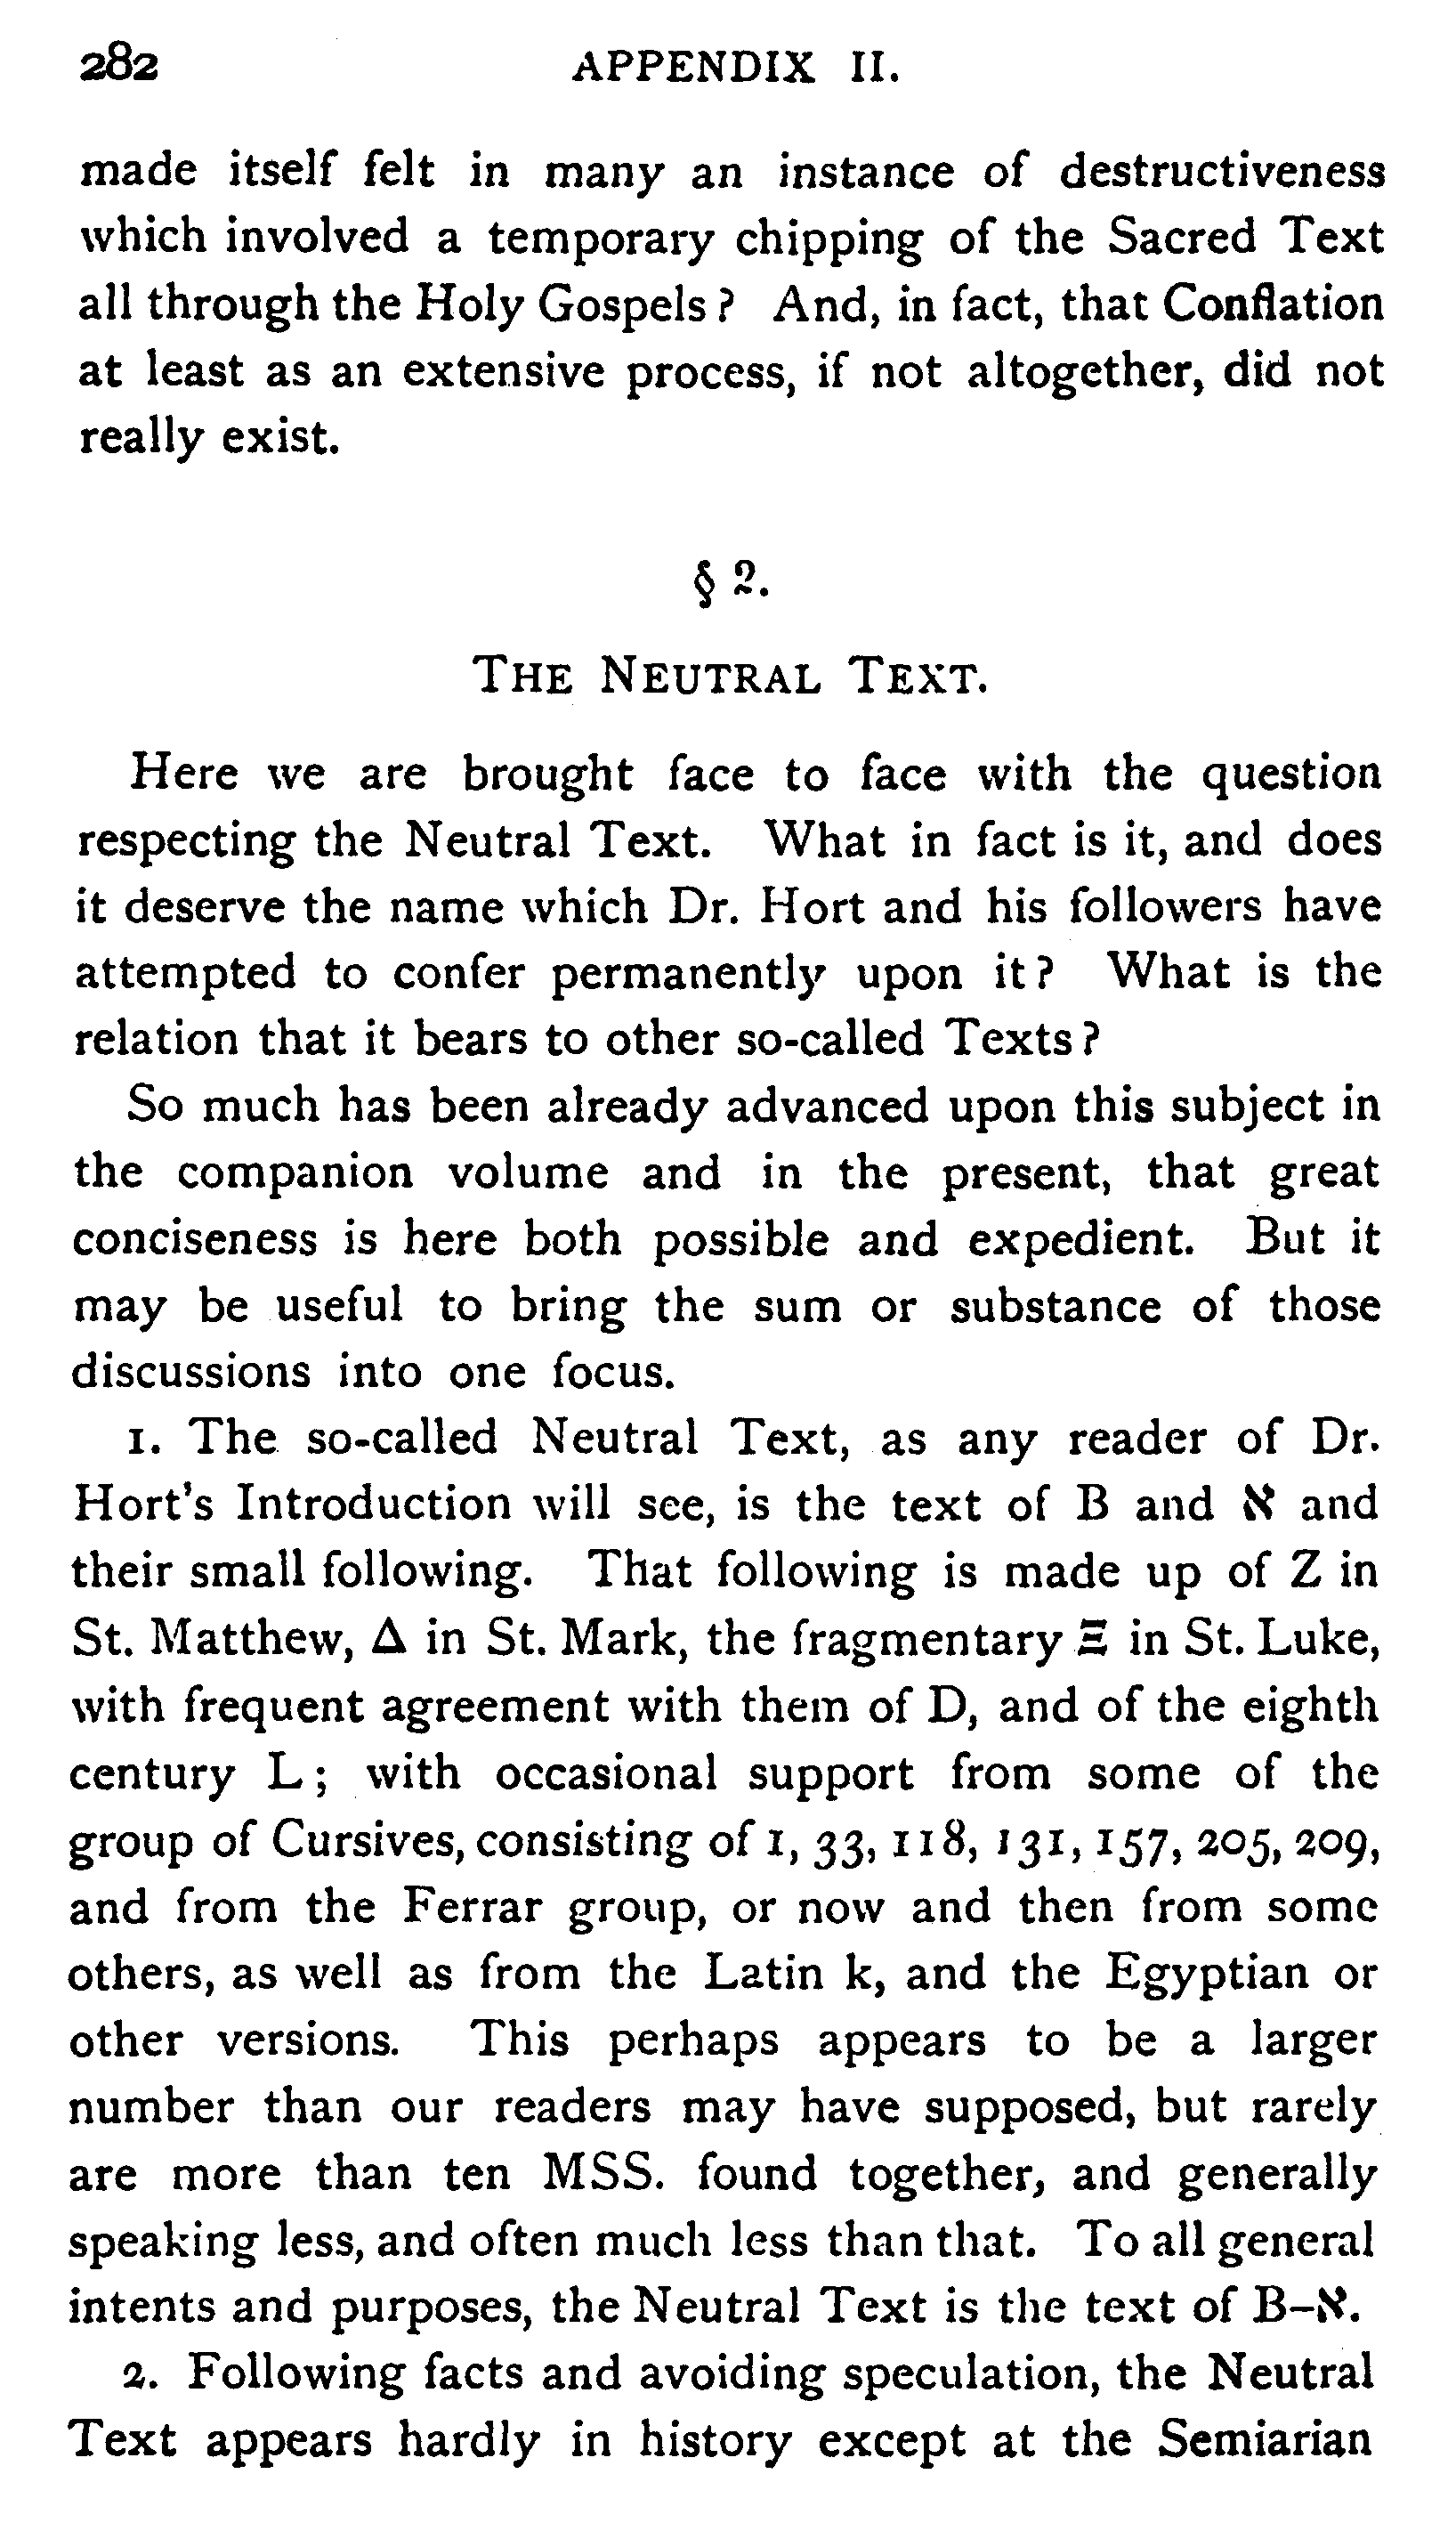 282 APPENDIX II.
made itself felt in many an instance of destructiveness
which involved a temporary chipping of the Sacred Text
all through the Holy Gospels ? And, in fact, that Conflation
at least as an extensive process, if not altogether, did not
really exist.
§ 2.
THE NEUTRAL TEXT.
Here we are brought face to face with the question
respecting the Neutral Text. What in fact is it, and does
it deserve the name which Dr. Hort and his followers have
attempted to confer permanently upon it ? What is the
relation that it bears to other so-called Texts ?
So much has been already advanced upon this subject in
the companion volume and in the present, that great
conciseness is here both possible and expedient. But it
may be useful to bring the sum or substance of those
discussions into one focus.
1. The so-called Neutral Text, as any reader of Dr.
Hort's Introduction will see, is the text of B and א and
their small following. That following is made up of Z in
St. Matthew, Δ in St. Mark, the fragmentary Ξ in St. Luke,
with frequent agreement with them of D, and of the eighth
century L ; with occasional support from some of the
group of Cursives, consisting of 1, 33, 118, 131, 157, 205, 209,
and from the Ferrar group, or now and then from some
others, as well as from the Latin k, and the Egyptian or
other versions. This perhaps appears to be a larger
number than our readers may have supposed, but rarely
are more than ten MSS. found together, and generally
speaking less, and often much less than that. To all general
intents and purposes, the Neutral Text is the text of B–א.
2. Following facts and avoiding speculation, the Neutral
Text appears hardly in history except at the Semiarian